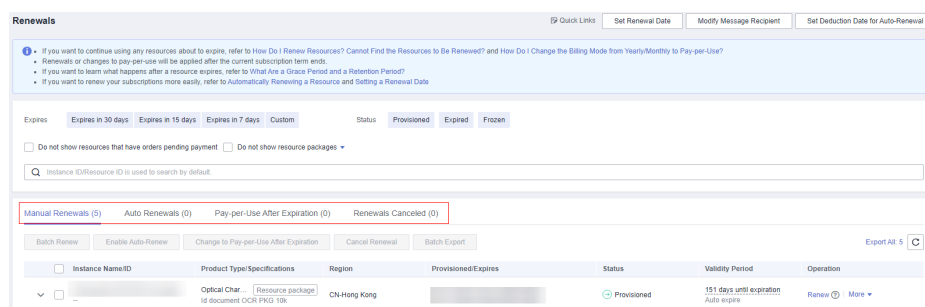 Renewals
Quick Links Set Renewal Date Modify Message Recipient Set Deduction Date for Auto-Renewal
If you want to continue using any resources about to expire, refer to How Do I Renew Resources? Cannot Find the Resources to Be Renewed? and How Do I Change the Billing Mode from Yearly/Monthly to Pay-per-Use?
Renewals or changes to pay-per-use will be applied after the current subscription term ends.
If you want to learn what happens after a resource expires, refer to What Are a Grace Period and a Retention Period?
If you want to renew your subscriptions more easily, refer to Automatically Renewing a Resource and Setting a Renewal Date
Expires Expires in 30 days Expires in 15 days Expires in 7 days Custom Status Provisioned Expired Frozen
Do not show resources that have orders pending payment Do not show resource packages
Instance ID/Resource ID is used to search by default.
Manual Renewals (5) Auto Renewals (0) Pay-per-Use After Expiration (0) Renewals Canceled (0)
Batch Renew Enable Auto-Renew Change to Pay-per-Use After Expiration Cancel Renewal Batch Export Export All: 5
Instance Name/ID Product Type/Specifications Region Provisioned/Expires Status Validity Period Operation
Optical Char... Resource package CN-Hong Kong Provisioned 151 days until expiration Renew More
-- Id document OCR PKG 10k Auto expire